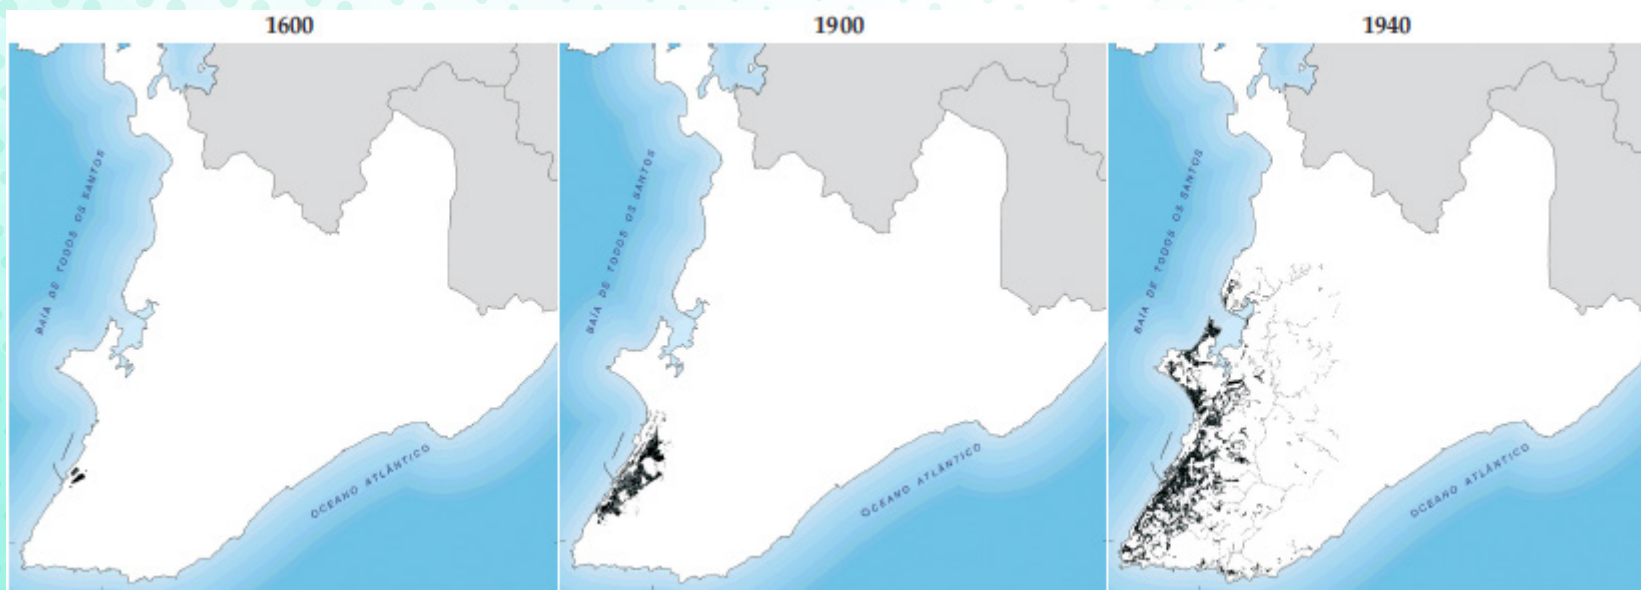 1600
1900
1940
BAÍA DE TODOS OS SANTOS
OCEANO ATLÂNTICO
BAÍA DE TODOS OS SANTOS
OCEANO ATLÂNTICO
BAÍA DE TODOS OS SANTOS
OCEANO ATLÂNTICO